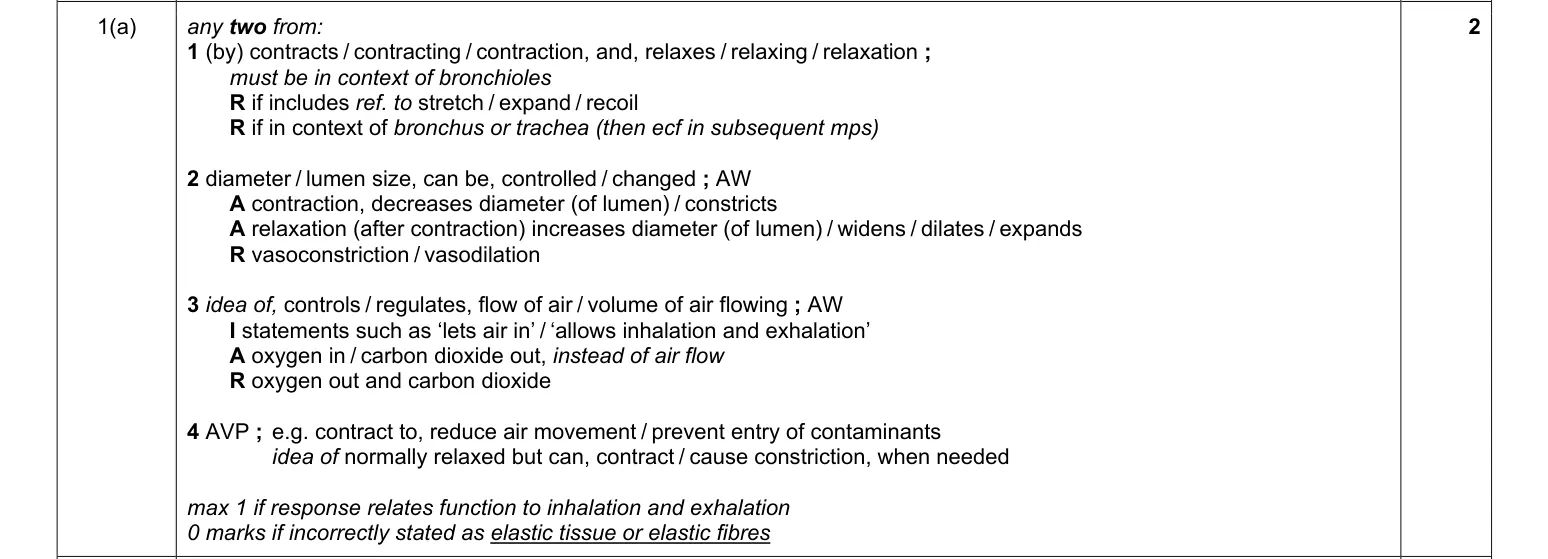 1(a) any two from: 2
1 (by) contracts / contracting / contraction, and, relaxes / relaxing / relaxation ;
must be in context of bronchioles
R if includes ref. to stretch / expand / recoil
R if in context of bronchus or trachea (then ecf in subsequent mps)
2 diameter / lumen size, can be, controlled / changed ; AW
A contraction, decreases diameter (of lumen) / constricts
A relaxation (after contraction) increases diameter (of lumen) / widens / dilates / expands
R vasoconstriction / vasodilation
3 idea of, controls / regulates, flow of air / volume of air flowing ; AW
I statements such as ‘lets air in’ / ‘allows inhalation and exhalation’
A oxygen in / carbon dioxide out, instead of air flow
R oxygen out and carbon dioxide
4 AVP ; e.g. contract to, reduce air movement / prevent entry of contaminants
idea of normally relaxed but can, contract / cause constriction, when needed
max 1 if response relates function to inhalation and exhalation
0 marks if incorrectly stated as elastic tissue or elastic fibres